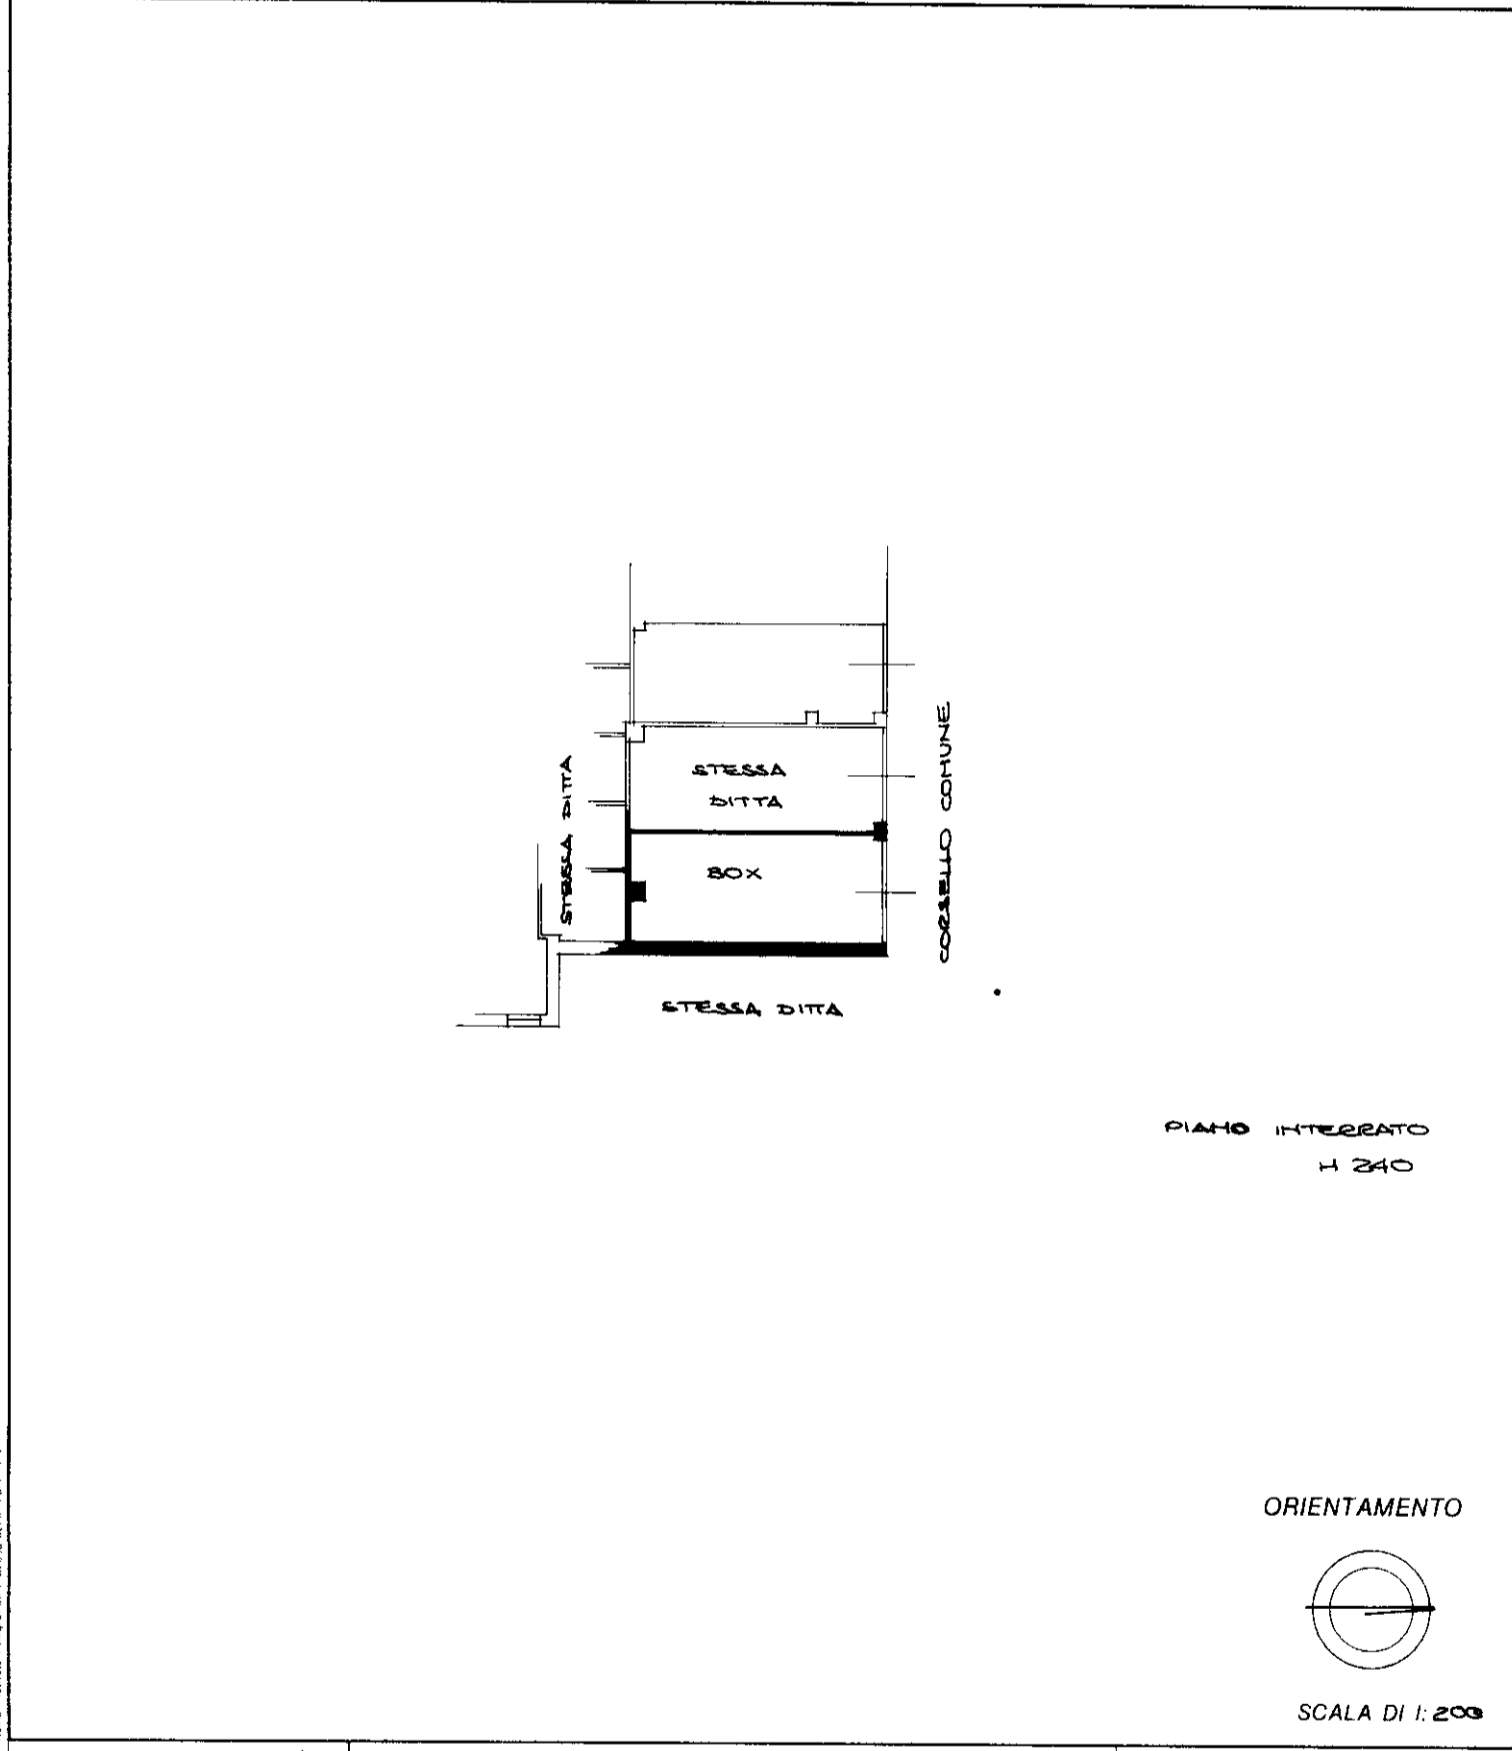 STESSA
DITTA
BOX
STESSA DITTA
CORSELLO COMUNE
STESSA DITTA
PIANO INTERRATO
H 240
ORIENTAMENTO
SCALA DI 1:200